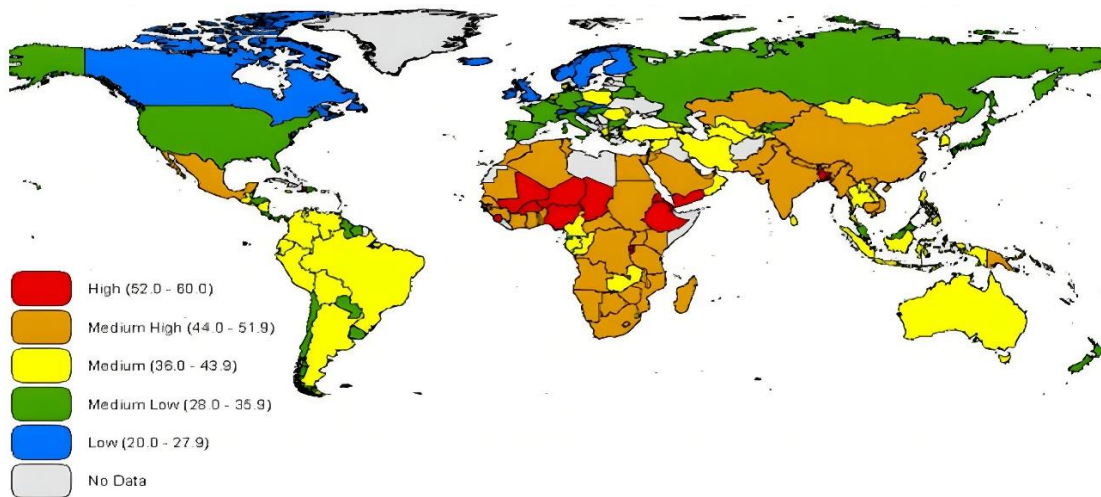 High (52.0 - 60.0)
Medium High (44.0 - 51.9)
Medium (36.0 - 43.9)
Medium Low (28.0 - 35.9)
Low (20.0 - 27.9)
No Data